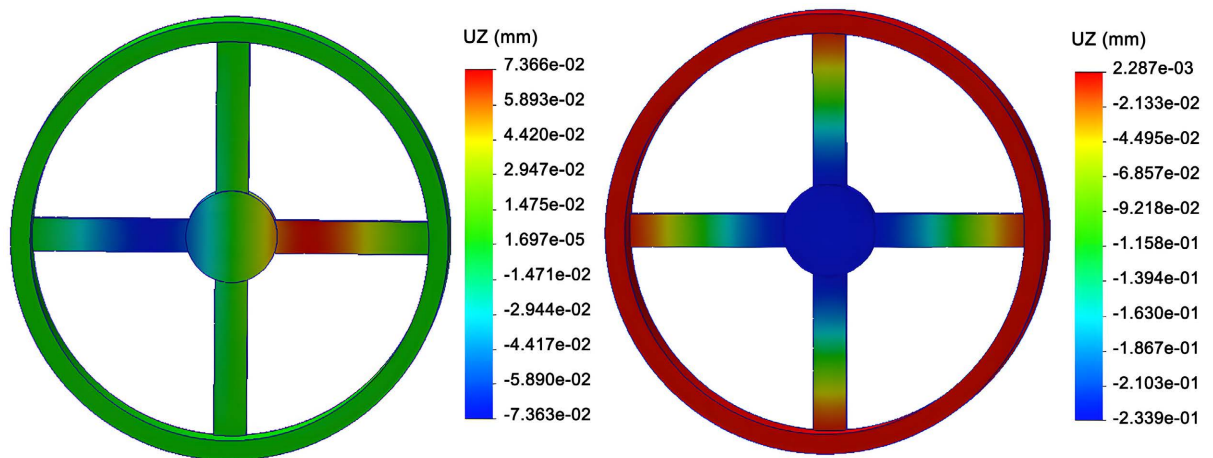 UZ (mm)
7.366e-02
5.893e-02
4.420e-02
2.947e-02
1.475e-02
1.697e-05
-1.471e-02
-2.944e-02
-4.417e-02
-5.890e-02
-7.363e-02
UZ (mm)
2.287e-03
-2.133e-02
-4.495e-02
-6.857e-02
-9.218e-02
-1.158e-01
-1.394e-01
-1.630e-01
-1.867e-01
-2.103e-01
-2.339e-01